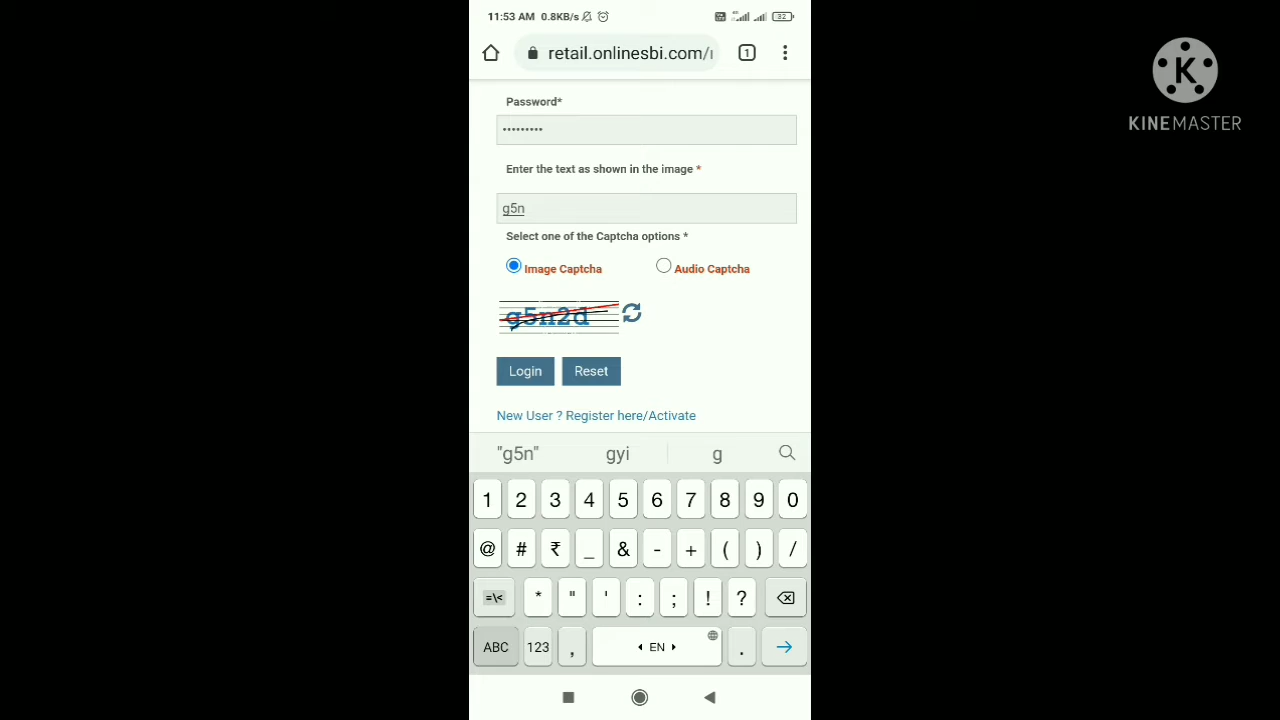 11:53 AM 0.8KB/s 32
retail.onlinesbi.com/ 1
KINEMASTER
Password*
•••••••••
Enter the text as shown in the image *
g5n
Select one of the Captcha options *
Image Captcha Audio Captcha
g5n2d
Login Reset
New User ? Register here/Activate
"g5n" gyi g
1 2 3 4 5 6 7 8 9 0
@ # ₹ _ & - + ( ) /
=\< * " ' : ; ! ?
ABC 123 , EN .